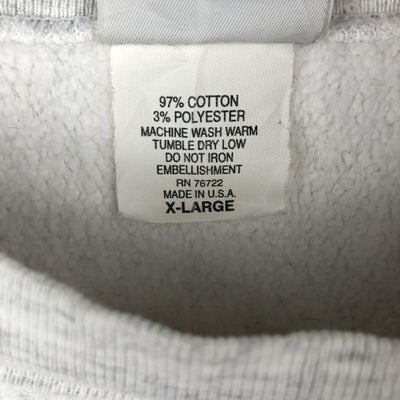 97% COTTON
3% POLYESTER
MACHINE WASH WARM
TUMBLE DRY LOW
DO NOT IRON
EMBELLISHMENT
RN 76722
MADE IN U.S.A.
X-LARGE